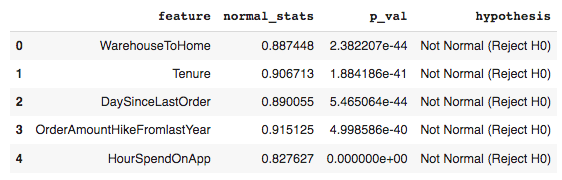 feature normal_stats p_val hypothesis
0 WarehouseToHome 0.887448 2.382207e-44 Not Normal (Reject H0)
1 Tenure 0.906713 1.884186e-41 Not Normal (Reject H0)
2 DaySinceLastOrder 0.890055 5.465064e-44 Not Normal (Reject H0)
3 OrderAmountHikeFromlastYear 0.915125 4.998586e-40 Not Normal (Reject H0)
4 HourSpendOnApp 0.827627 0.000000e+00 Not Normal (Reject H0)